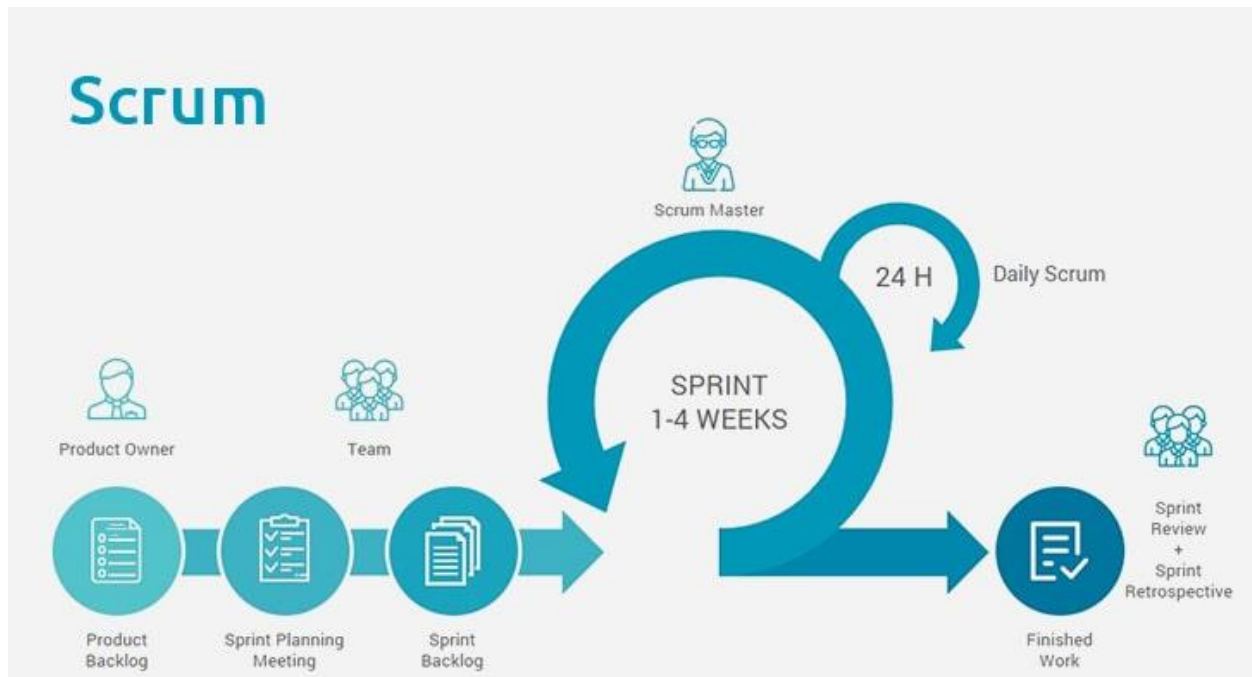 Scrum
Scrum Master
24 H
Daily Scrum
SPRINT
1-4 WEEKS
Product Owner
Team
Sprint
Review
+
Sprint
Retrospective
Product
Backlog
Sprint Planning
Meeting
Sprint
Backlog
Finished
Work